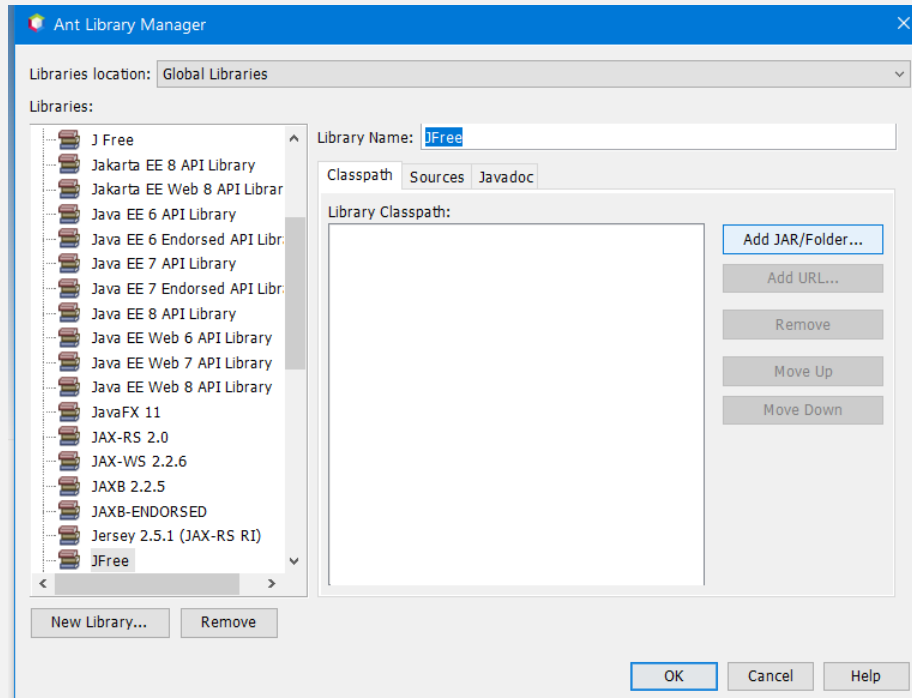 Ant Library Manager
Libraries location: Global Libraries
Libraries:
J Free
Jakarta EE 8 API Library
Jakarta EE Web 8 API Librar
Java EE 6 API Library
Java EE 6 Endorsed API Libr
Java EE 7 API Library
Java EE 7 Endorsed API Libr
Java EE 8 API Library
Java EE Web 6 API Library
Java EE Web 7 API Library
Java EE Web 8 API Library
JavaFX 11
JAX-RS 2.0
JAX-WS 2.2.6
JAXB 2.2.5
JAXB-ENDORSED
Jersey 2.5.1 (JAX-RS RI)
JFree
New Library...
Remove
Library Name: JFree
Classpath Sources Javadoc
Library Classpath:
Add JAR/Folder...
Add URL...
Remove
Move Up
Move Down
OK Cancel Help